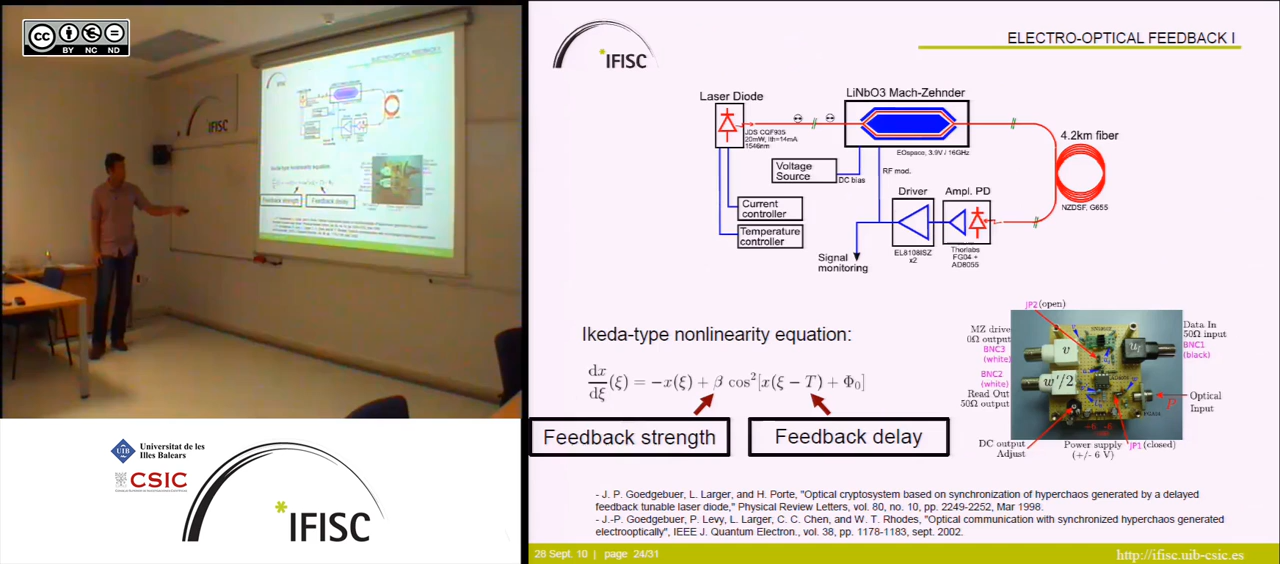 cc
BY NC ND
IFISC
ELECTRO-OPTICAL FEEDBACK I
IFISC
Laser Diode
JDS CQF935
20mW, Ith=14mA
1546nm
LiNbO3 Mach-Zehnder
EOspace, 3.9V / 16GHz
4.2km fiber
NZDSF, G655
Voltage
Source
DC bias
RF mod.
Current
controller
Temperature
controller
Driver
EL8108ISZ
x2
Ampl. PD
Thorlabs
FG04 +
AD8055
Signal
monitoring
Ikeda-type nonlinearity equation:
dx/dξ (ξ) = −x(ξ) + β cos²[x(ξ − T) + Φ₀]
Feedback strength
Feedback delay
JP2 (open)
MZ drive
0Ω output
BNC3
(white)
BNC2
(white)
Read Out
50Ω output
DC output
Adjust
Power supply
(+/- 6 V)
JP1 (closed)
Data In
50Ω input
BNC1
(black)
Optical
Input
v
w'/2
- J. P. Goedgebuer, L. Larger, and H. Porte, "Optical cryptosystem based on synchronization of hyperchaos generated by a delayed
feedback tunable laser diode," Physical Review Letters, vol. 80, no. 10, pp. 2249-2252, Mar 1998.
- J.-P. Goedgebuer, P. Levy, L. Larger, C. C. Chen, and W. T. Rhodes, "Optical communication with synchronized hyperchaos generated
electrooptically", IEEE J. Quantum Electron., vol. 38, pp. 1178-1183, sept. 2002.
28 Sept. 10 | page 24/31
http://ifisc.uib-csic.es
UIB
Universitat de les
Illes Balears
CSIC
IFISC